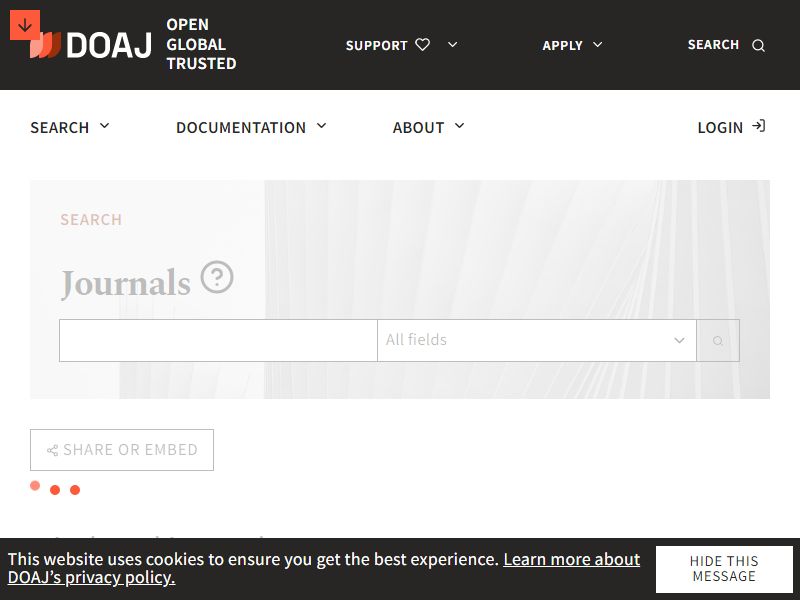 DOAJ
OPEN
GLOBAL
TRUSTED
SUPPORT
APPLY
SEARCH
SEARCH
DOCUMENTATION
ABOUT
LOGIN
SEARCH
Journals
All fields
SHARE OR EMBED
This website uses cookies to ensure you get the best experience. Learn more about
DOAJ’s privacy policy.
HIDE THIS
MESSAGE